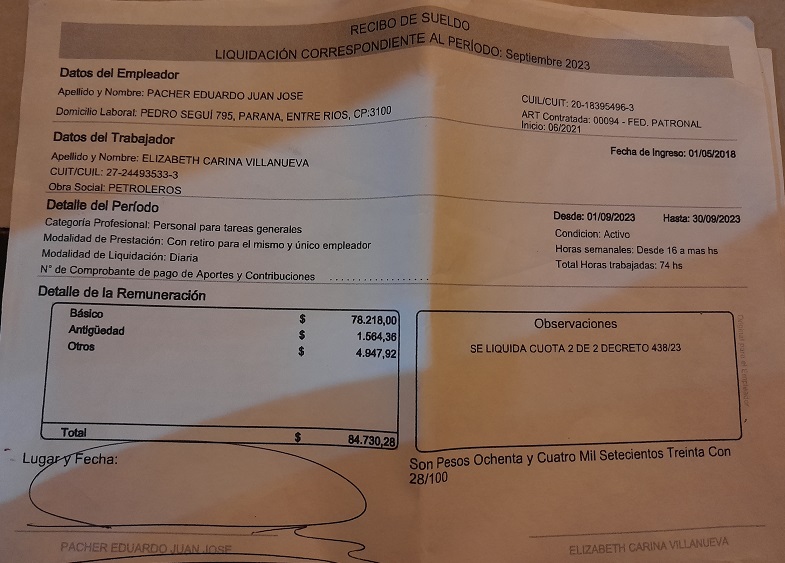 RECIBO DE SUELDO
LIQUIDACIÓN CORRESPONDIENTE AL PERÍODO: Septiembre 2023
Datos del Empleador
Apellido y Nombre: PACHER EDUARDO JUAN JOSE
CUIL/CUIT: 20-18395496-3
Domicilio Laboral: PEDRO SEGUÍ 795, PARANA, ENTRE RIOS, CP:3100
ART Contratada: 00094 - FED. PATRONAL
Inicio: 06/2021
Datos del Trabajador
Apellido y Nombre: ELIZABETH CARINA VILLANUEVA
Fecha de Ingreso: 01/05/2018
CUIT/CUIL: 27-24493533-3
Obra Social: PETROLEROS
Detalle del Período
Desde: 01/09/2023 Hasta: 30/09/2023
Categoría Profesional: Personal para tareas generales
Condicion: Activo
Modalidad de Prestación: Con retiro para el mismo y único empleador
Horas semanales: Desde 16 a mas hs
Modalidad de Liquidación: Diaria
Total Horas trabajadas: 74 hs
N° de Comprobante de pago de Aportes y Contribuciones ..................
Detalle de la Remuneración
Básico $ 78.218,00
Antigüedad $ 1.564,36
Otros $ 4.947,92
Total $ 84.730,28
Observaciones
SE LIQUIDA CUOTA 2 DE 2 DECRETO 438/23
Original para el Empleador
Lugar y Fecha:
Son Pesos Ochenta y Cuatro Mil Setecientos Treinta Con
28/100
PACHER EDUARDO JUAN JOSE
ELIZABETH CARINA VILLANUEVA